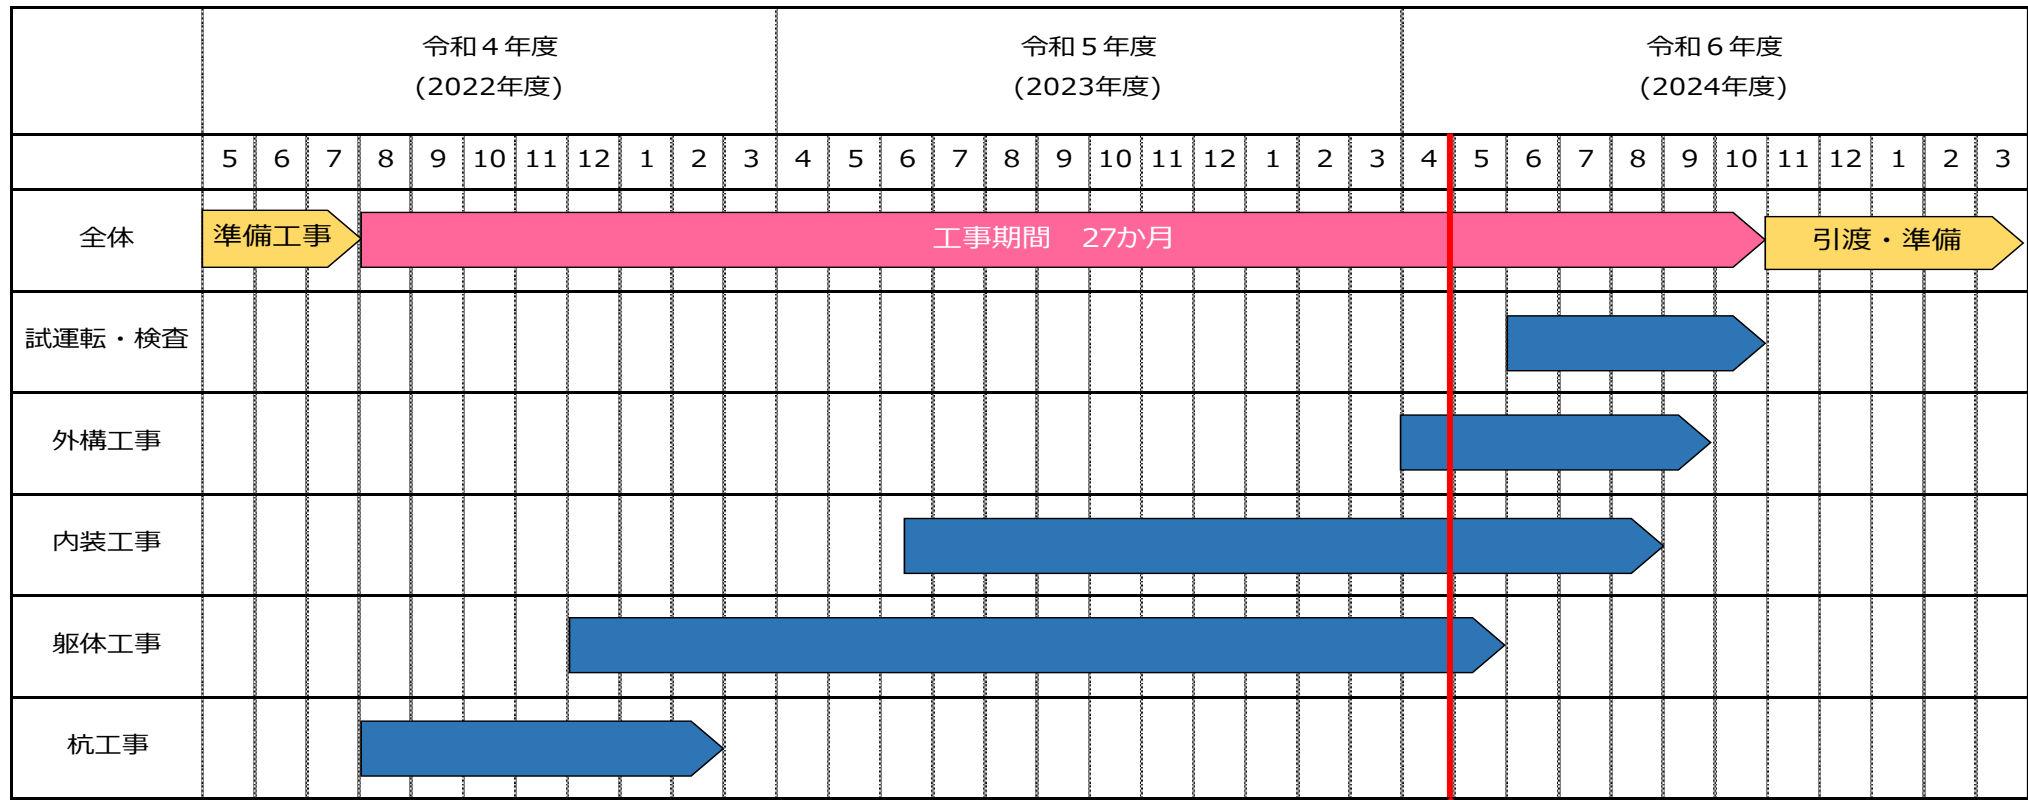 令和４年度
(2022年度)
令和５年度
(2023年度)
令和６年度
(2024年度)
5 6 7 8 9 10 11 12 1 2 3 4 5 6 7 8 9 10 11 12 1 2 3 4 5 6 7 8 9 10 11 12 1 2 3
全体 準備工事 工事期間　27か月 引渡・準備
試運転・検査
外構工事
内装工事
躯体工事
杭工事